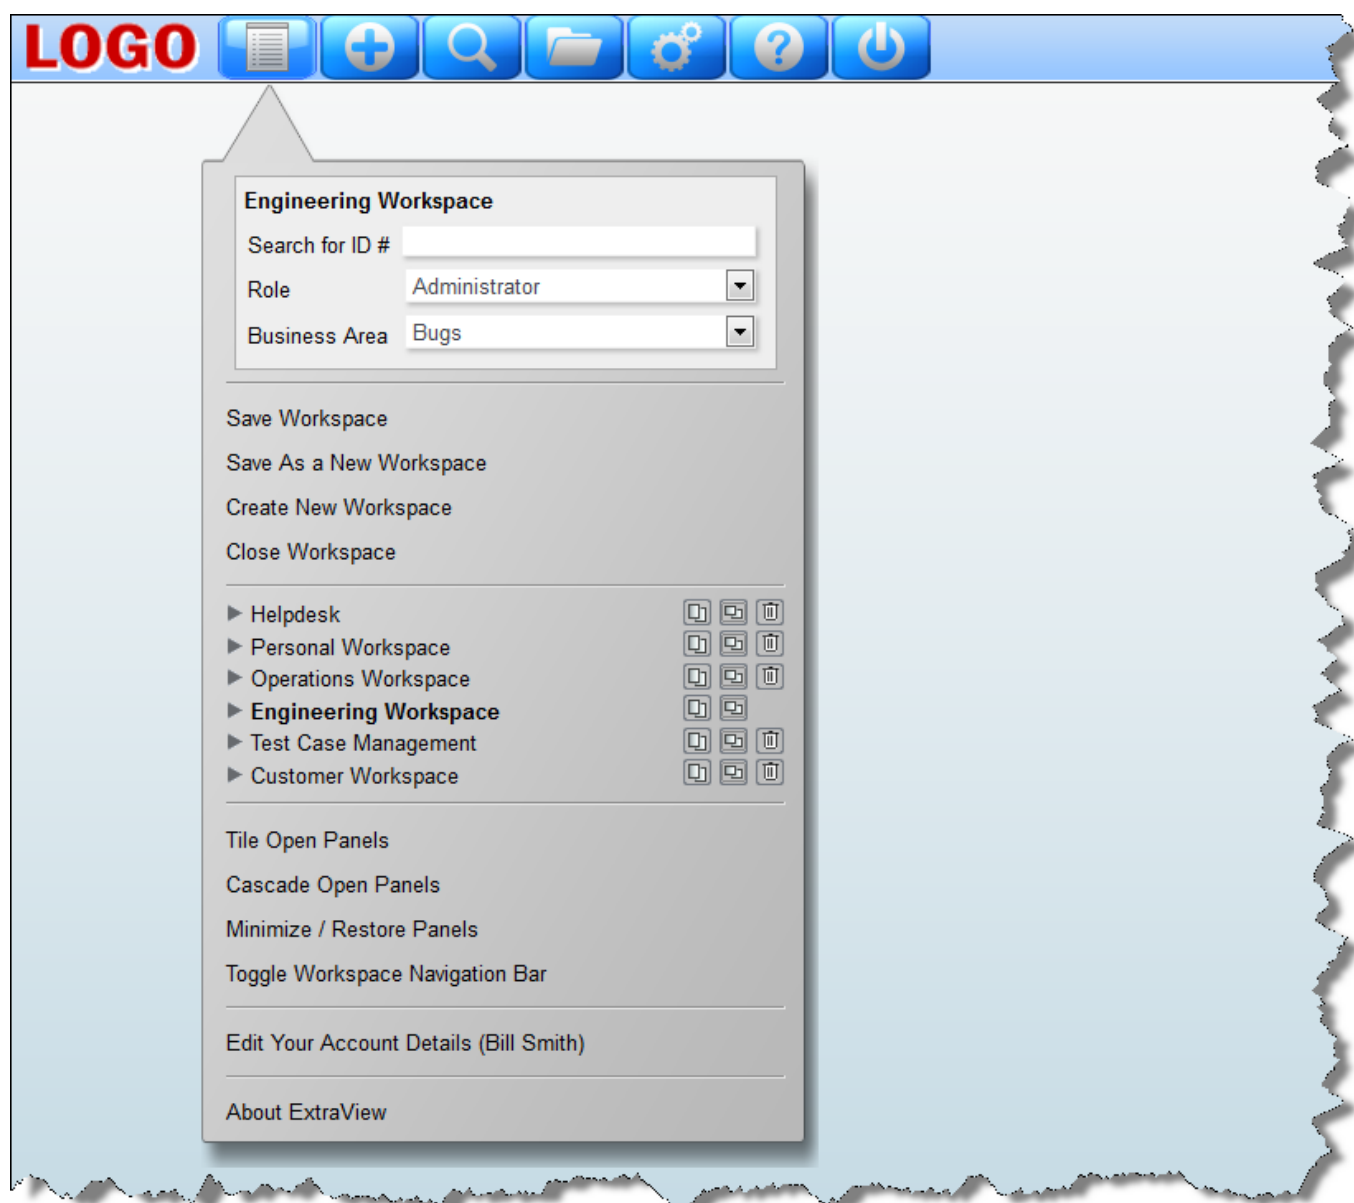 LOGO
Engineering Workspace
Search for ID #
Role Administrator
Business Area Bugs
Save Workspace
Save As a New Workspace
Create New Workspace
Close Workspace
Helpdesk
Personal Workspace
Operations Workspace
Engineering Workspace
Test Case Management
Customer Workspace
Tile Open Panels
Cascade Open Panels
Minimize / Restore Panels
Toggle Workspace Navigation Bar
Edit Your Account Details (Bill Smith)
About ExtraView